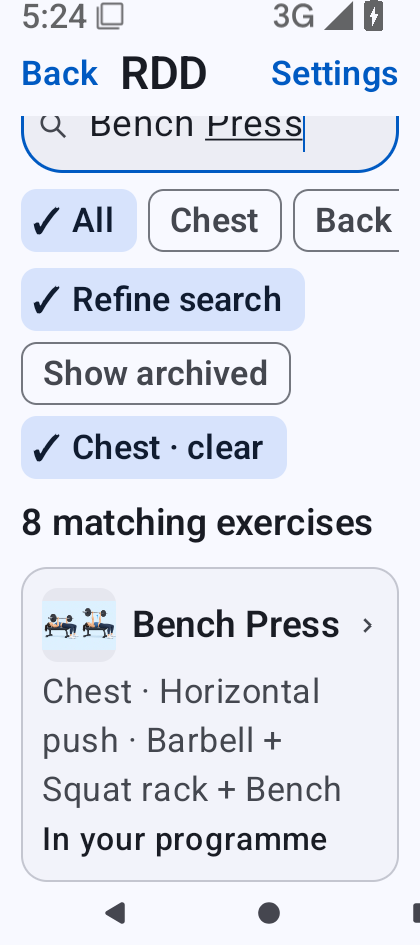 5:24 3G
Back RDD Settings
Bench Press
✓ All Chest Back
✓ Refine search
Show archived
✓ Chest · clear
8 matching exercises
Bench Press ›
Chest · Horizontal
push · Barbell +
Squat rack + Bench
In your programme